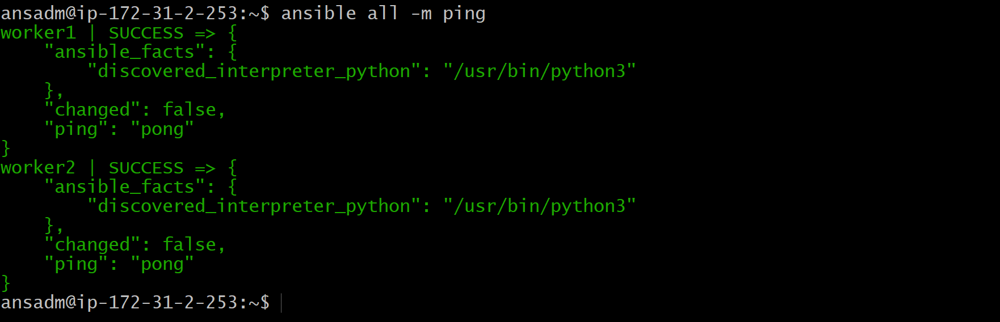 ansadm@ip-172-31-2-253:~$ ansible all -m ping
worker1 | SUCCESS => {
    "ansible_facts": {
        "discovered_interpreter_python": "/usr/bin/python3"
    },
    "changed": false,
    "ping": "pong"
}
worker2 | SUCCESS => {
    "ansible_facts": {
        "discovered_interpreter_python": "/usr/bin/python3"
    },
    "changed": false,
    "ping": "pong"
}
ansadm@ip-172-31-2-253:~$